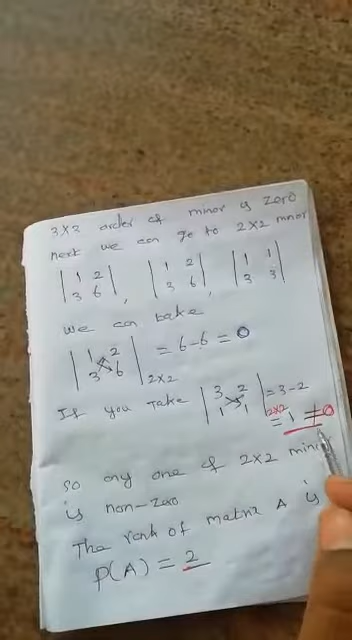 3x3 order of minor is zero
next we can go to 2x2 minor
|1 2|
|3 6| , |1 2|
|3 6| , |1 1|
|3 3|
we can take
|1 2|
|3 6| 2x2 = 6-6 = 0
If you take |3 2|
|1 1| 2x2 = 3-2
= 1 ≠ 0
so any one of 2x2 minor
is non-zero
The rank of matrix A is
ρ(A) = 2